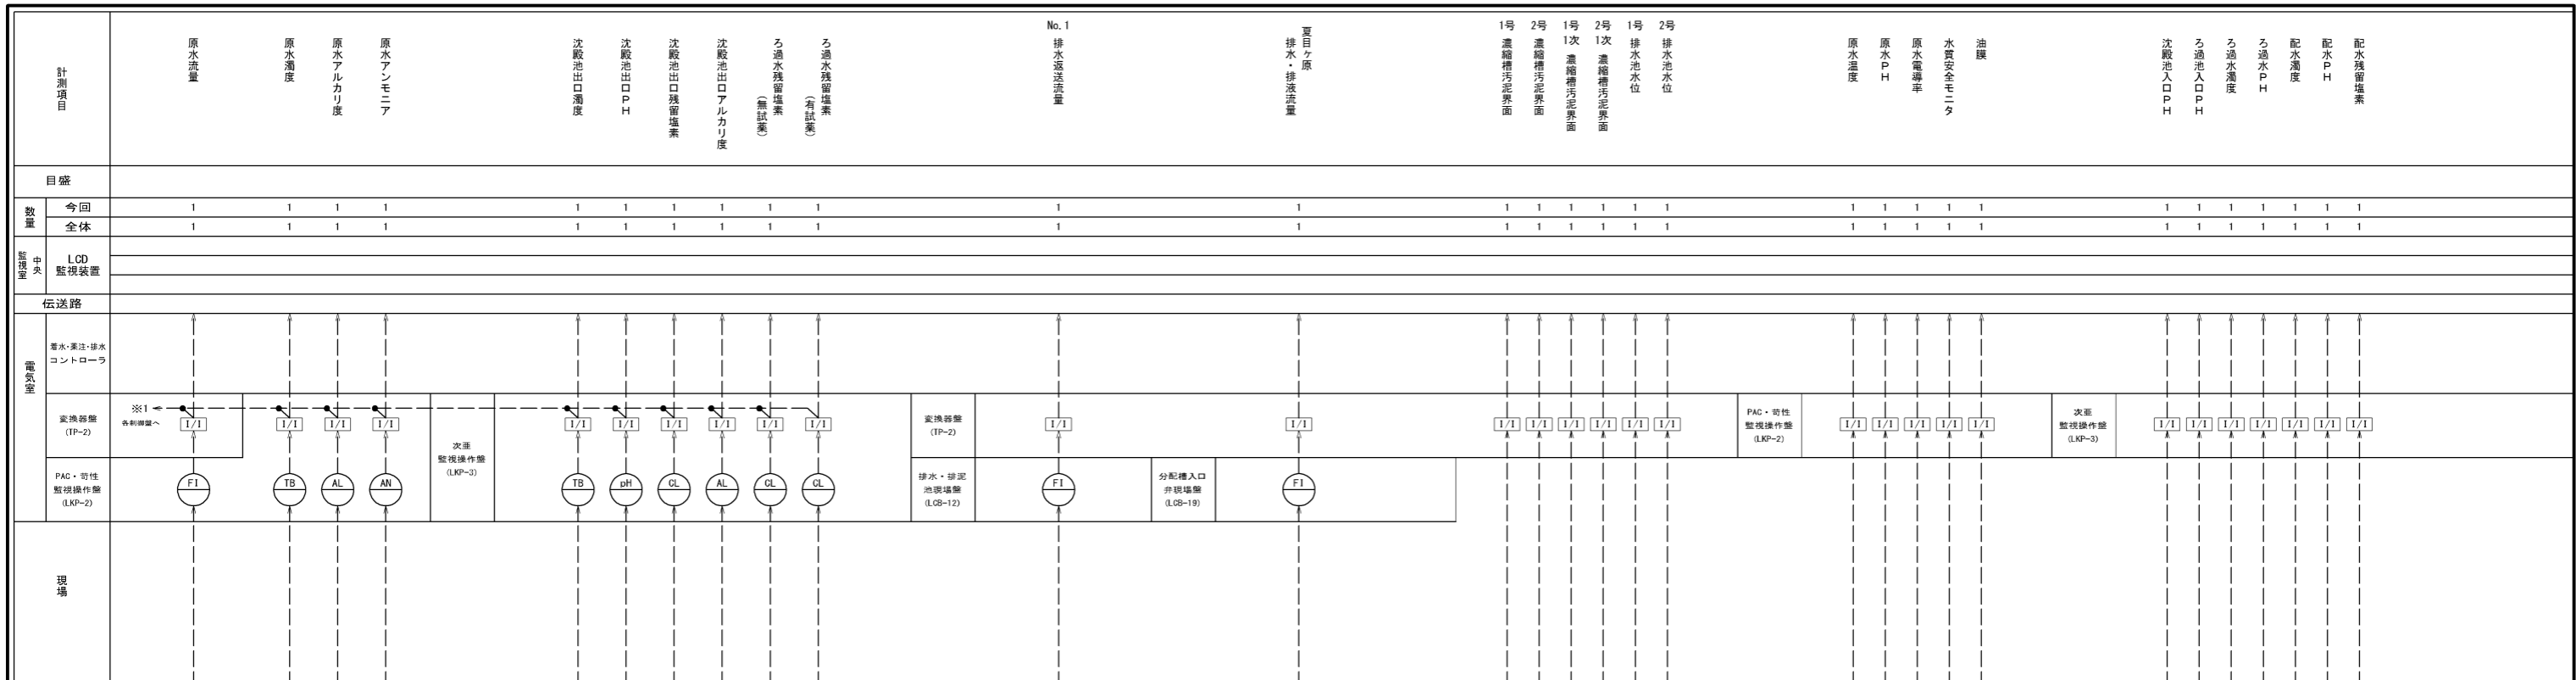 計測項目
原水流量
原水濁度
原水アルカリ度
原水アンモニア
沈殿池出口濁度
沈殿池出口PH
沈殿池出口残留塩素
沈殿池出口アルカリ度
ろ過水残留塩素
(無試薬)
ろ過水残留塩素
(有試薬)
No.1
排水返送流量
夏目ヶ原
排水・排液流量
1号
濃縮槽汚泥界面
2号
濃縮槽汚泥界面
1号
1次
濃縮槽汚泥界面
2号
1次
濃縮槽汚泥界面
1号
排水池水位
2号
排水池水位
原水温度
原水PH
原水電導率
水質安全モニタ
油膜
沈殿池入口PH
ろ過池入口PH
ろ過水濁度
ろ過水PH
配水濁度
配水PH
配水残留塩素
目盛
数量
今回
1 1 1 1 1 1 1 1 1 1 1 1 1 1 1 1 1 1 1 1 1 1 1 1 1 1 1 1 1 1
全体
1 1 1 1 1 1 1 1 1 1 1 1 1 1 1 1 1 1 1 1 1 1 1 1 1 1 1 1 1 1
中央
監視室
LCD
監視装置
伝送路
電気室
着水・薬注・排水
コントローラ
変換器盤
(TP-2)
※1
各制御盤へ
I/I I/I I/I I/I
次亜
監視操作盤
(LKP-3)
I/I I/I I/I I/I I/I I/I
変換器盤
(TP-2)
I/I I/I I/I I/I I/I I/I I/I I/I
PAC・苛性
監視操作盤
(LKP-2)
I/I I/I I/I I/I I/I
次亜
監視操作盤
(LKP-3)
I/I I/I I/I I/I I/I I/I I/I
PAC・苛性
監視操作盤
(LKP-2)
FI TB AL AN TB pH CL AL CL CL
排水・排泥
池現場盤
(LCB-12)
FI
分配槽入口
弁現場盤
(LCB-19)
FI
現場